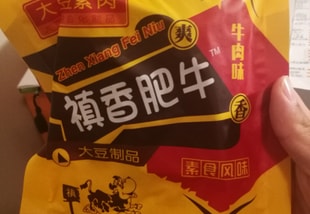 大豆素肉
Zhen Xiang Fei Niu
爽
牛肉味
禛香肥牛
TM
香
大豆制品
素食风味